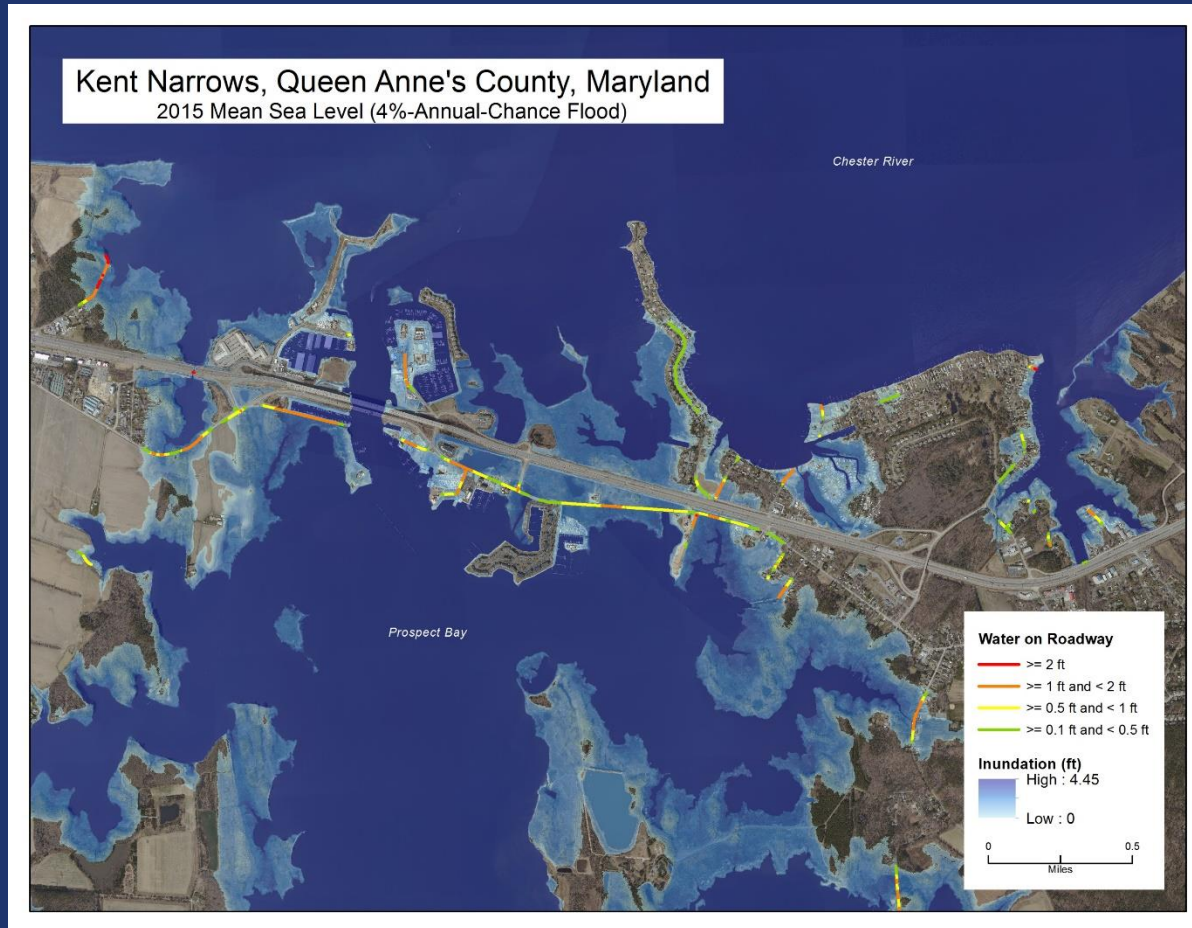 Kent Narrows, Queen Anne's County, Maryland
2015 Mean Sea Level (4%-Annual-Chance Flood)
Chester River
Prospect Bay
Water on Roadway
>= 2 ft
>= 1 ft and < 2 ft
>= 0.5 ft and < 1 ft
>= 0.1 ft and < 0.5 ft
Inundation (ft)
High : 4.45
Low : 0
0 0.5
Miles